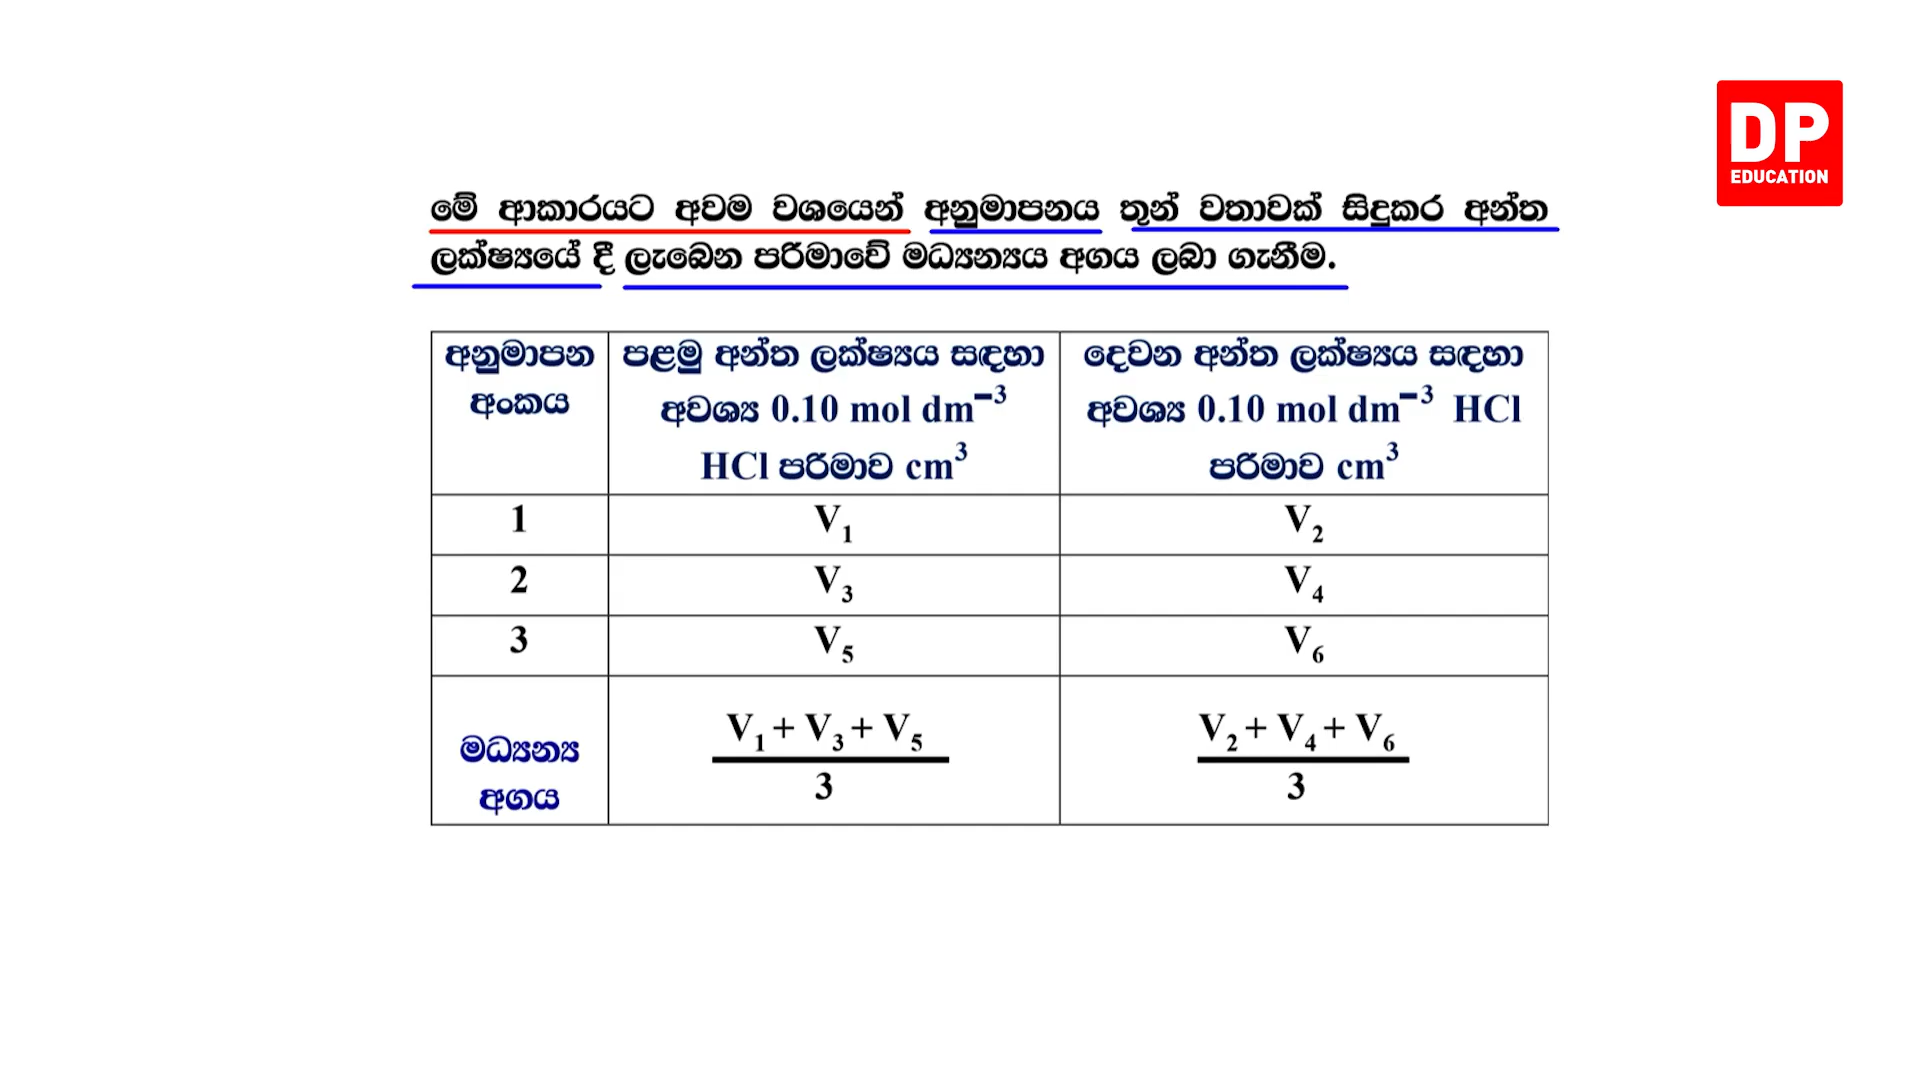 DP
EDUCATION
මේ ආකාරයට අවම වශයෙන් අනුමාපනය තුන් වතාවක් සිදුකර අන්ත
ලක්ෂ්‍යයේ දී ලැබෙන පරිමාවේ මධ්‍යන්‍යය අගය ලබා ගැනීම.
අනුමාපන
අංකය
පළමු අන්ත ලක්ෂ්‍යය සඳහා
අවශ්‍ය 0.10 mol dm⁻³
HCl පරිමාව cm³
දෙවන අන්ත ලක්ෂ්‍යය සඳහා
අවශ්‍ය 0.10 mol dm⁻³ HCl
පරිමාව cm³
1 V₁ V₂
2 V₃ V₄
3 V₅ V₆
මධ්‍යන්‍ය
අගය
V₁ + V₃ + V₅
3
V₂ + V₄ + V₆
3